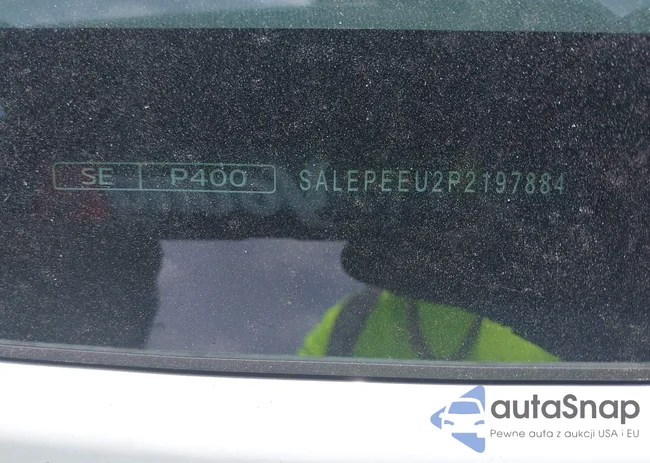 SE P400 SALEPEEU2P2197884
autaSnap
Pewne auta z aukcji USA i EU